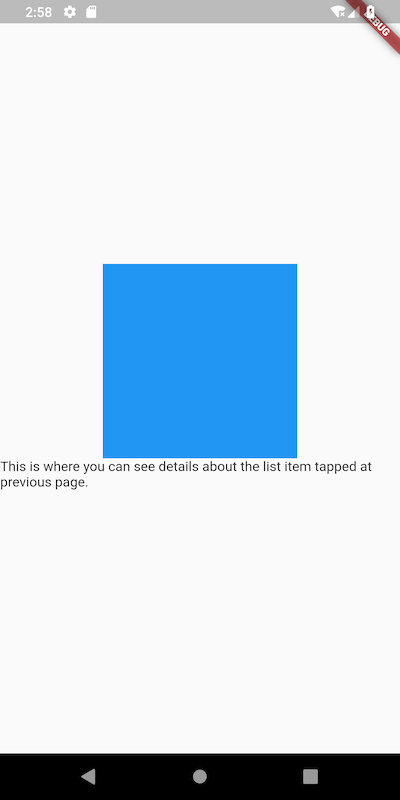 2:58
DEBUG
This is where you can see details about the list item tapped at
previous page.